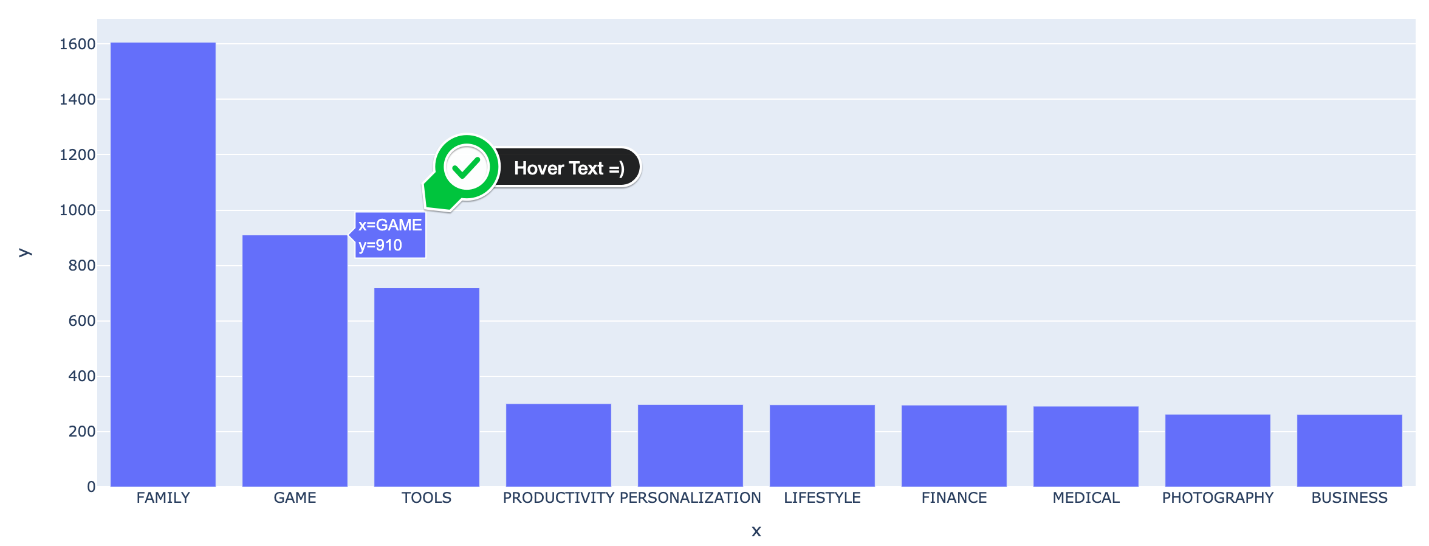 1600
1400
1200
1000
800
600
400
200
0
y
Hover Text =)
x=GAME
y=910
FAMILY
GAME
TOOLS
PRODUCTIVITY
PERSONALIZATION
LIFESTYLE
FINANCE
MEDICAL
PHOTOGRAPHY
BUSINESS
x